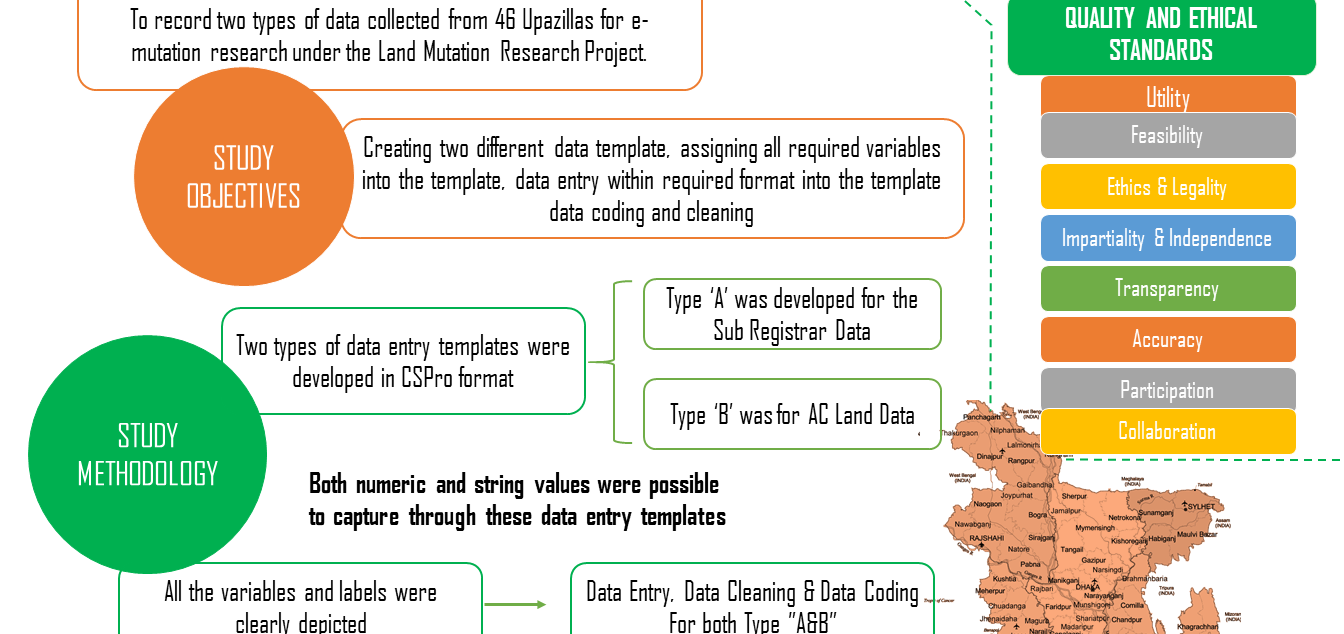 To record two types of data collected from 46 Upazillas for e-
mutation research under the Land Mutation Research Project.
STUDY
OBJECTIVES
Creating two different data template, assigning all required variables
into the template, data entry within required format into the template
data coding and cleaning
Two types of data entry templates were
developed in CSPro format
Type ‘A’ was developed for the
Sub Registrar Data
Type ‘B’ was for AC Land Data
STUDY
METHODOLOGY
Both numeric and string values were possible
to capture through these data entry templates
All the variables and labels were
clearly depicted
Data Entry, Data Cleaning & Data Coding
For both Type "A&B"
QUALITY AND ETHICAL
STANDARDS
Utility
Feasibility
Ethics & Legality
Impartiality & Independence
Transparency
Accuracy
Participation
Collaboration
Panchagarh
Thakurgaon
Nilphamari
Lalmonirh
Dinajpur
Rangpur
West Bengal
(INDIA)
Gaibandha
Joypurhat
Sherpur
Meghalaya
(INDIA)
Naogaon
Bogra
Jamalpur
Netrokona
Sunamganj
SYLHET
Assam
(INDIA)
Nawabganj
Mymensingh
RAJSHAHI
Sirajganj
Kishoreganj
Habiganj
Maulvi Bazar
Natore
Tangail
Pabna
Gazipur
Narsingdi
Kushtia
Manikganj
DHAKA
Brahmanbaria
Meherpur
Rajbari
Narayanganj
Tripura
(INDIA)
Tropic of Cancer
Chuadanga
Faridpur
Munshiganj
Comilla
Jhenaidaha
Magura
Shariatpur
Chandpur
Madaripur
Narail
Khagrachhari
Mizoram
(INDIA)